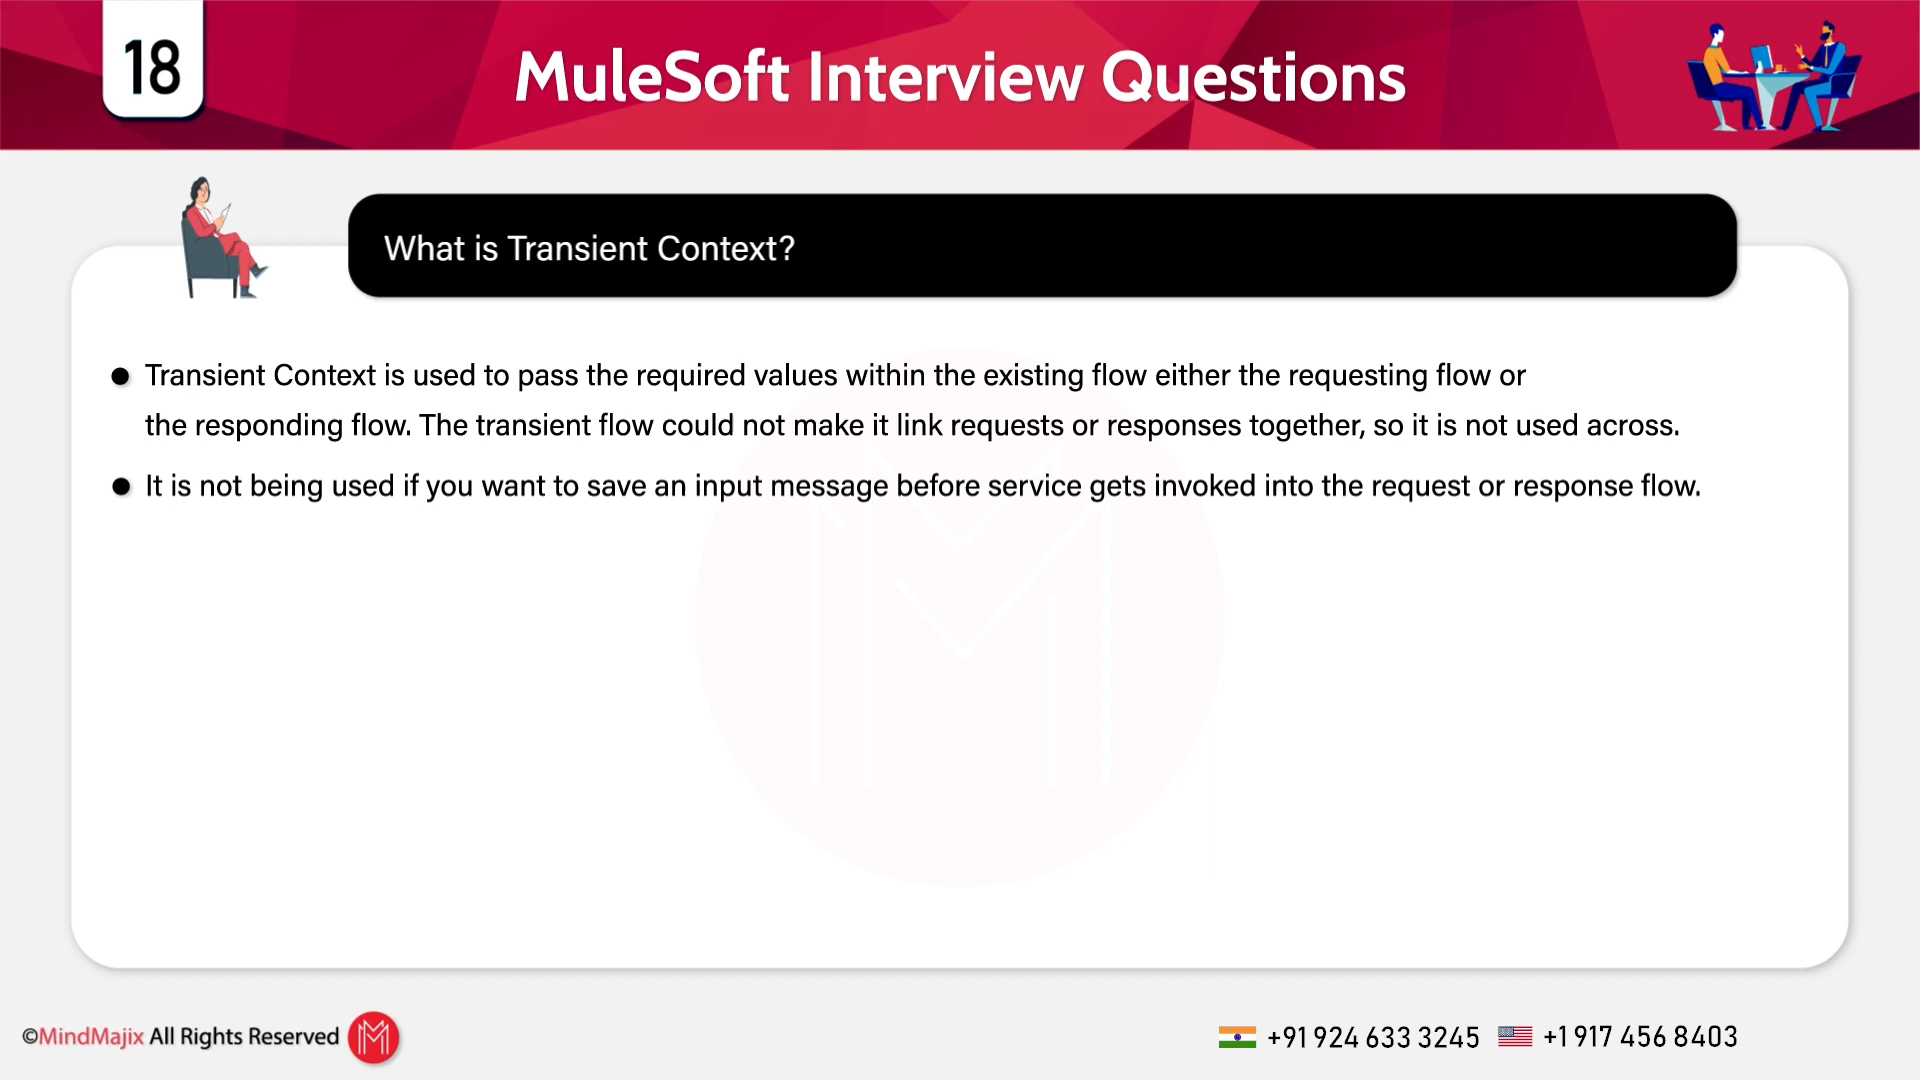 18
MuleSoft Interview Questions
What is Transient Context?
● Transient Context is used to pass the required values within the existing flow either the requesting flow or
the responding flow. The transient flow could not make it link requests or responses together, so it is not used across.
● It is not being used if you want to save an input message before service gets invoked into the request or response flow.
©MindMajix All Rights Reserved
+91 924 633 3245 +1 917 456 8403